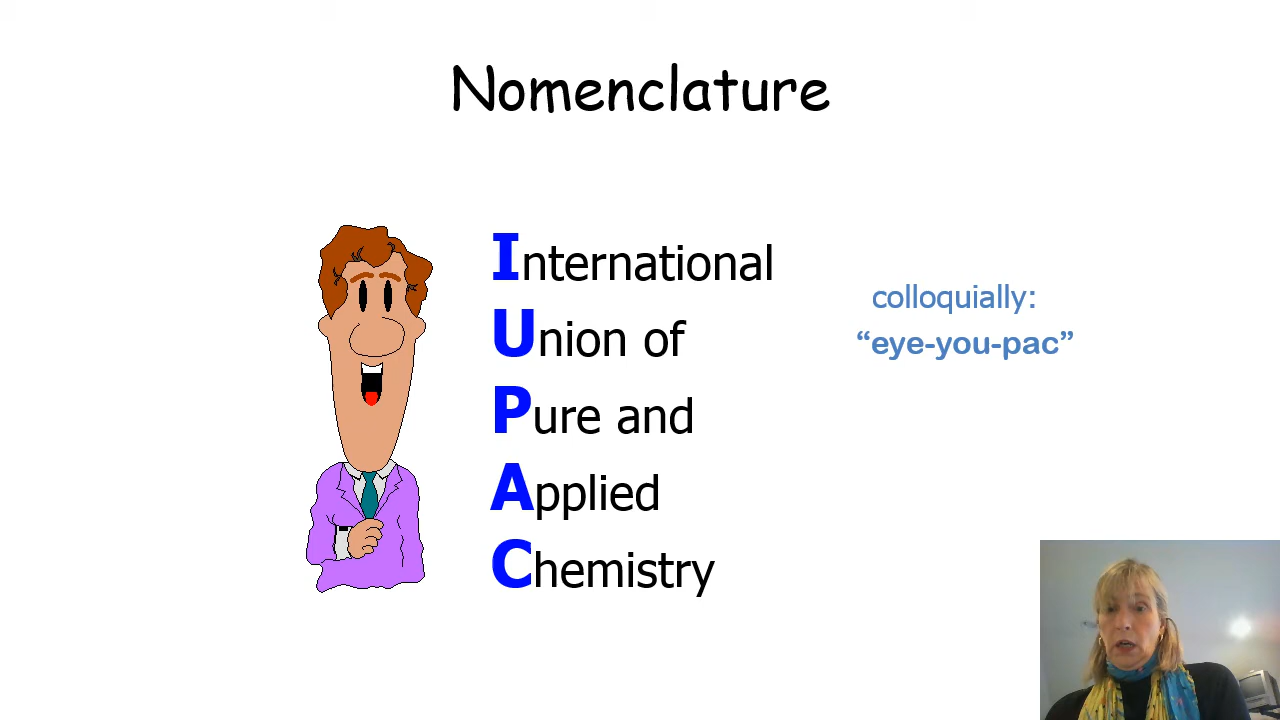 Nomenclature
International
Union of
Pure and
Applied
Chemistry
colloquially:
“eye-you-pac”